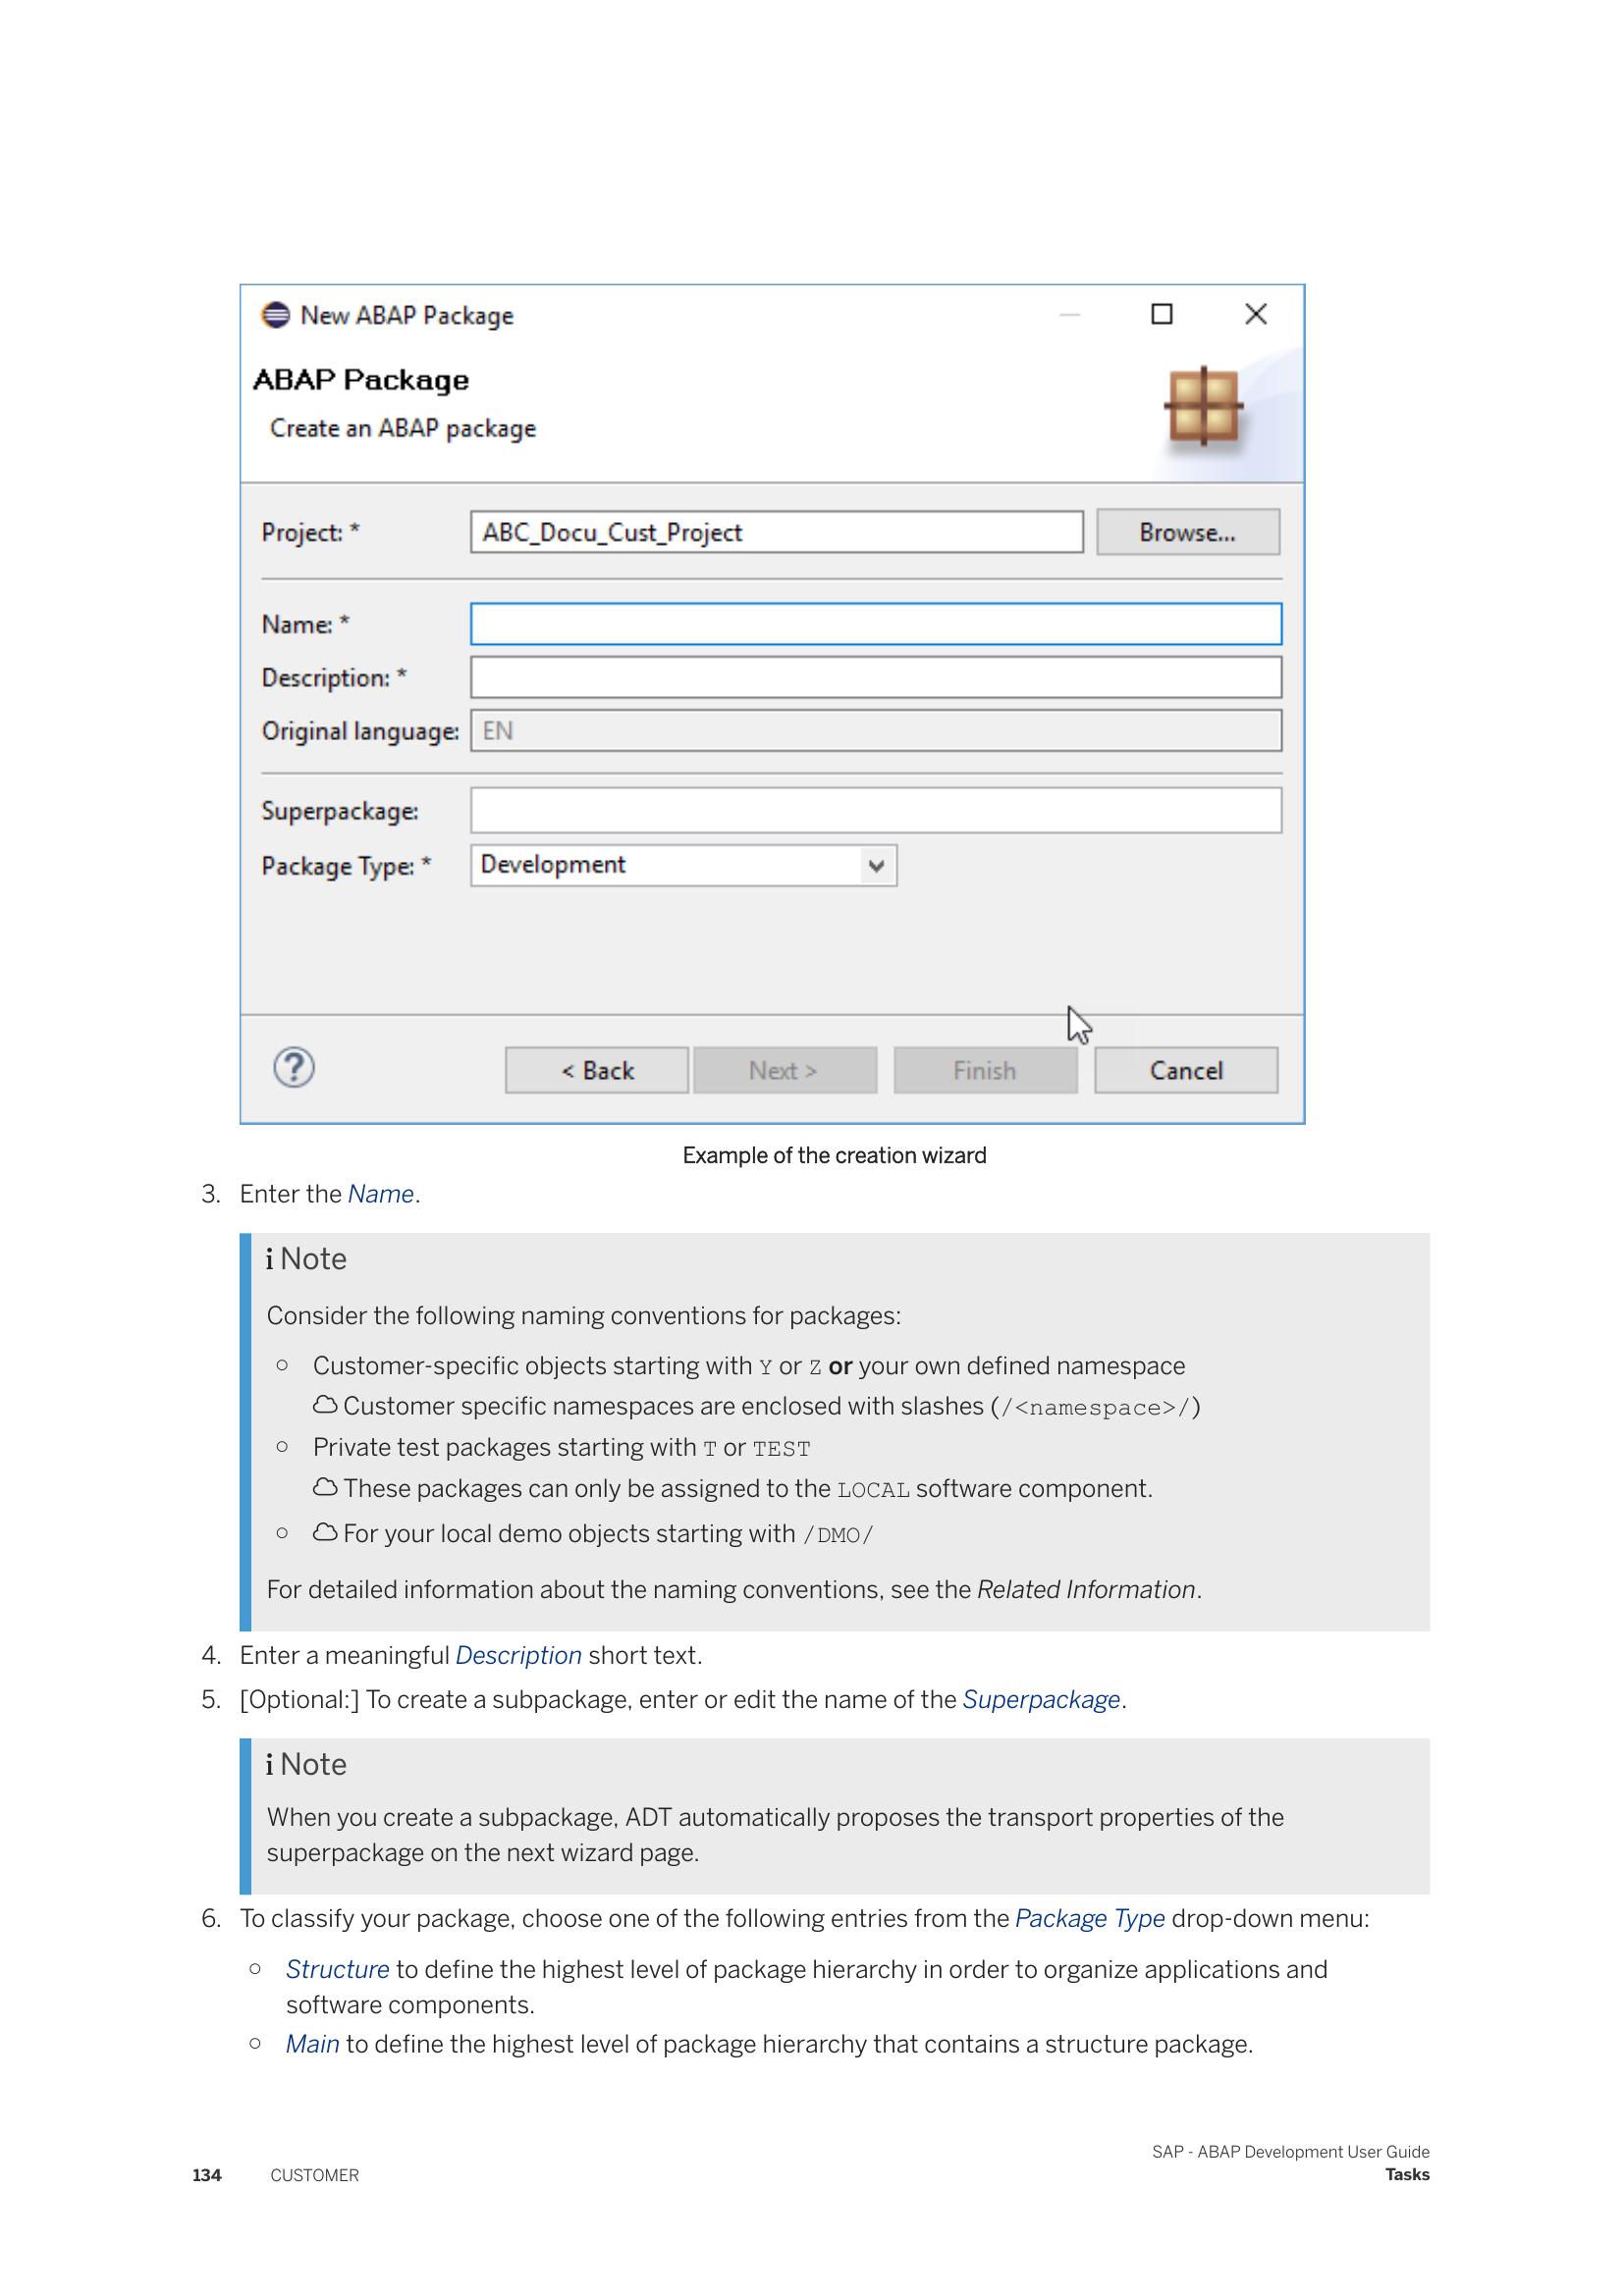 New ABAP Package
ABAP Package
Create an ABAP package
Project: * ABC_Docu_Cust_Project Browse...
Name: *
Description: *
Original language: EN
Superpackage:
Package Type: * Development
? < Back Next > Finish Cancel
Example of the creation wizard
3. Enter the Name.
i Note
Consider the following naming conventions for packages:
○ Customer-specific objects starting with Y or Z or your own defined namespace
Customer specific namespaces are enclosed with slashes (/<namespace>/)
○ Private test packages starting with T or TEST
These packages can only be assigned to the LOCAL software component.
○ For your local demo objects starting with /DMO/
For detailed information about the naming conventions, see the Related Information.
4. Enter a meaningful Description short text.
5. [Optional:] To create a subpackage, enter or edit the name of the Superpackage.
i Note
When you create a subpackage, ADT automatically proposes the transport properties of the
superpackage on the next wizard page.
6. To classify your package, choose one of the following entries from the Package Type drop-down menu:
○ Structure to define the highest level of package hierarchy in order to organize applications and
software components.
○ Main to define the highest level of package hierarchy that contains a structure package.
SAP - ABAP Development User Guide
134 CUSTOMER Tasks